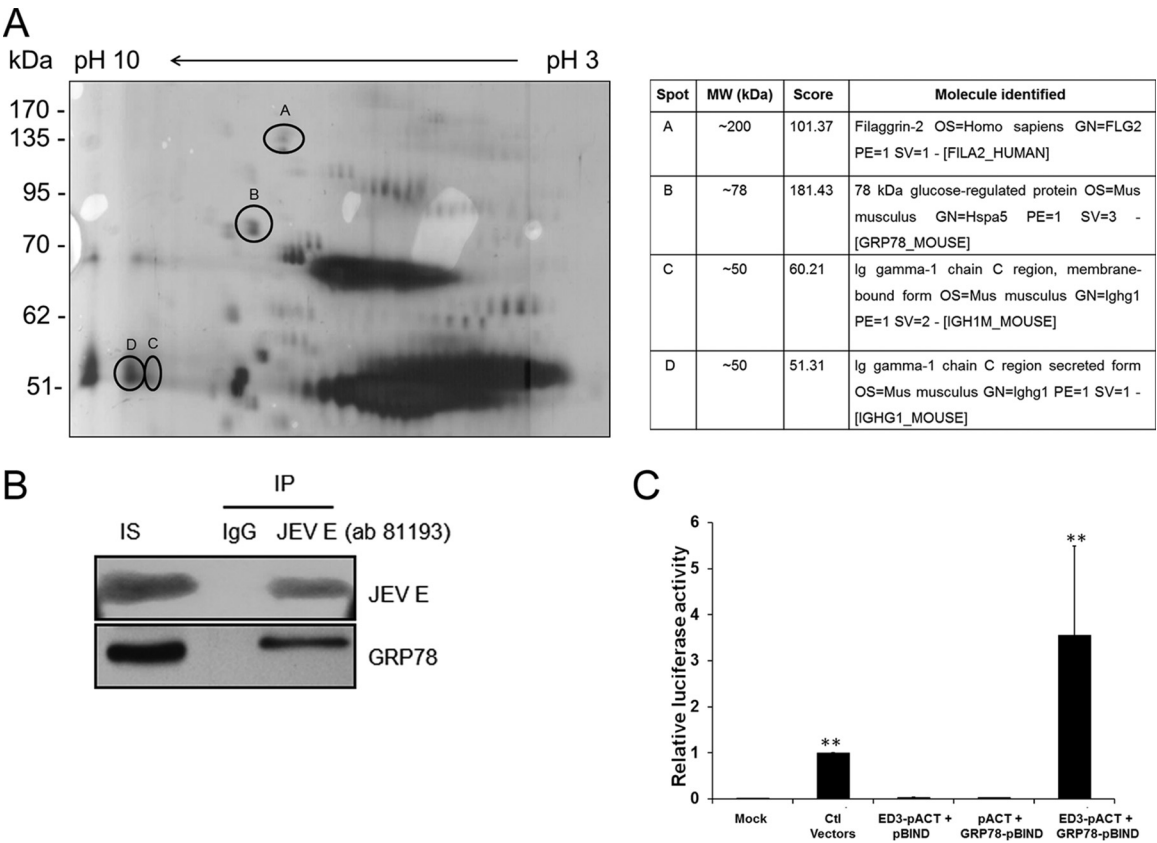 A
kDa pH 10 pH 3
170 -
135 -
95 -
70 -
62 -
51-
A
B
D C
Spot MW (kDa) Score Molecule identified
A ~200 101.37 Filaggrin-2 OS=Homo sapiens GN=FLG2
PE=1 SV=1 - [FILA2_HUMAN]
B ~78 181.43 78 kDa glucose-regulated protein OS=Mus
musculus GN=Hspa5 PE=1 SV=3 -
[GRP78_MOUSE]
C ~50 60.21 Ig gamma-1 chain C region, membrane-
bound form OS=Mus musculus GN=Ighg1
PE=1 SV=2 - [IGH1M_MOUSE]
D ~50 51.31 Ig gamma-1 chain C region secreted form
OS=Mus musculus GN=Ighg1 PE=1 SV=1 -
[IGHG1_MOUSE]
B
IP
IS IgG JEV E (ab 81193)
JEV E
GRP78
C
Relative luciferase activity
6
5
4
3
2
1
0
**
**
Mock
Ctl
Vectors
ED3-pACT +
pBIND
pACT +
GRP78-pBIND
ED3-pACT +
GRP78-pBIND